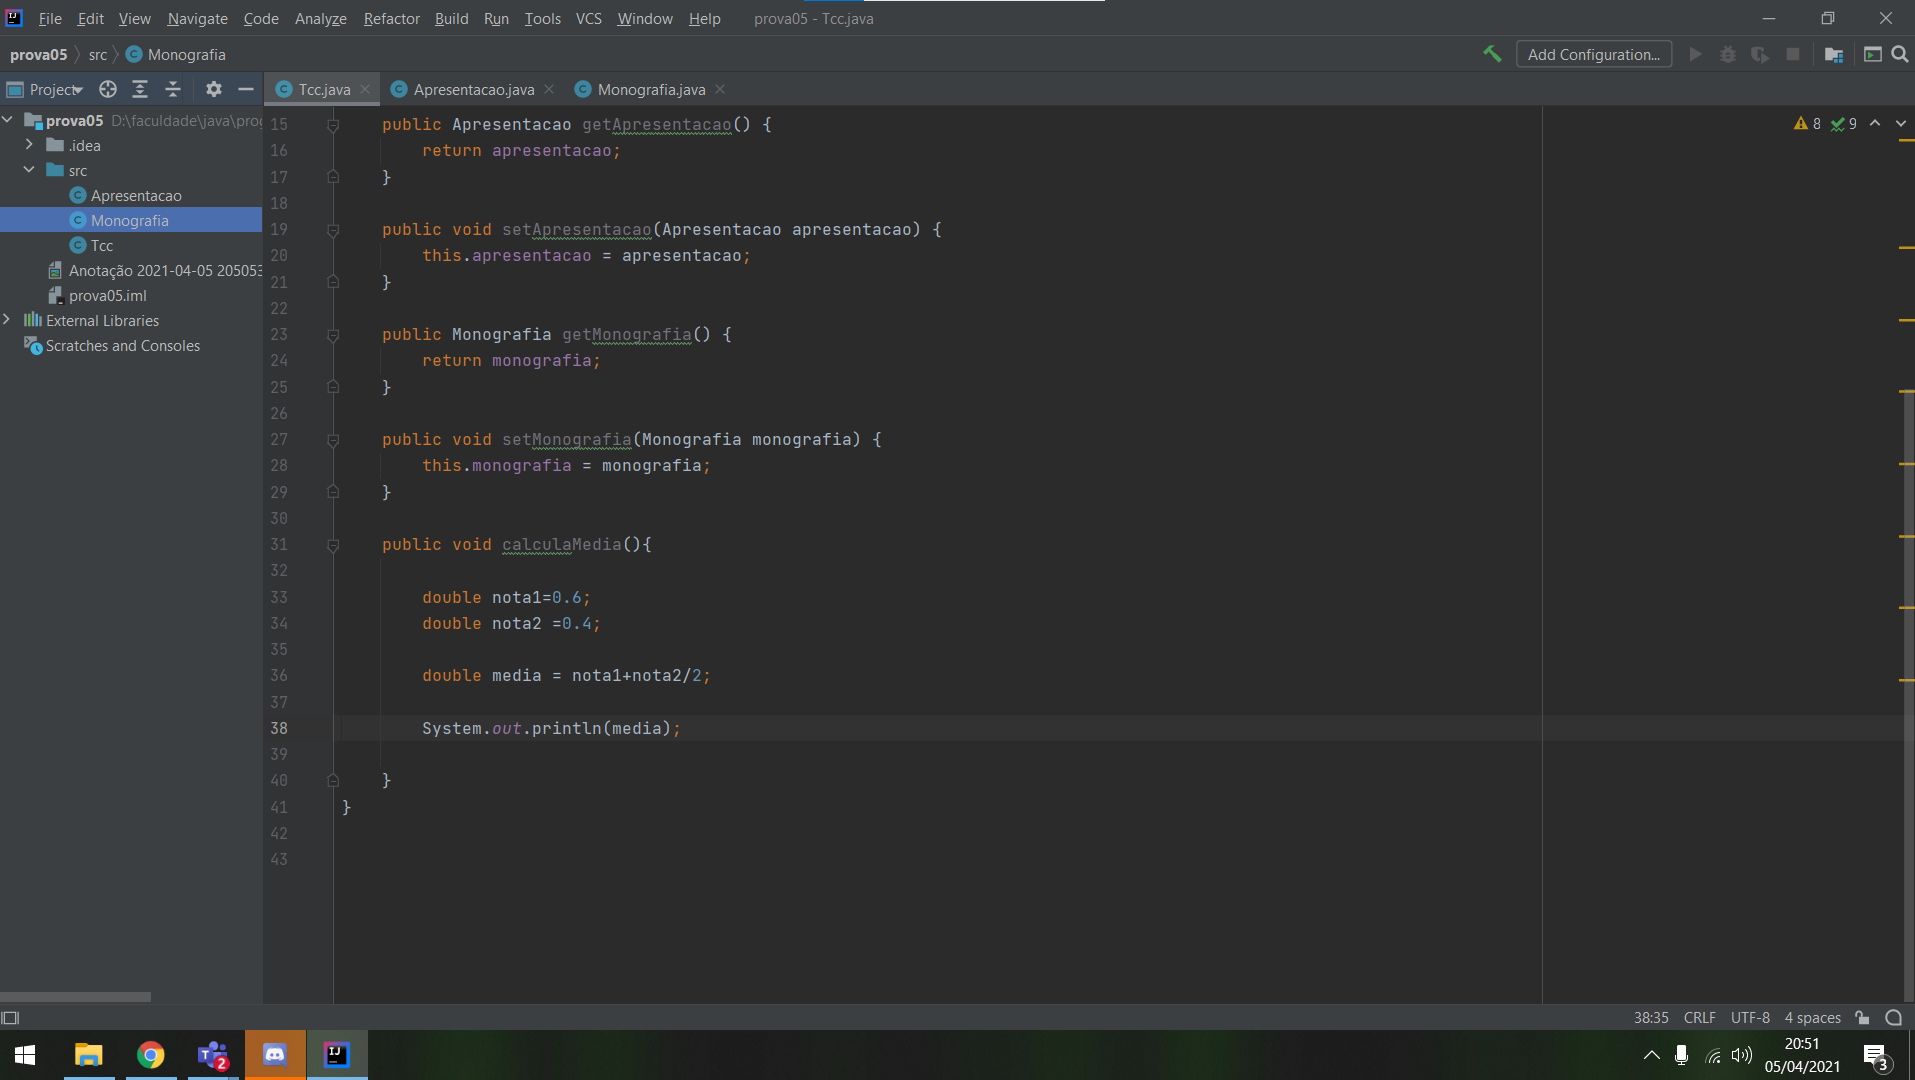 File Edit View Navigate Code Analyze Refactor Build Run Tools VCS Window Help prova05 - Tcc.java
prova05 src Monografia Add Configuration...
Project Tcc.java Apresentacao.java Monografia.java
prova05 D:\faculdade\java\prog
.idea
src
Apresentacao
Monografia
Tcc
Anotação 2021-04-05 205053
prova05.iml
External Libraries
Scratches and Consoles
8 9
15 public Apresentacao getApresentacao() {
16 return apresentacao;
17 }
18
19 public void setApresentacao(Apresentacao apresentacao) {
20 this.apresentacao = apresentacao;
21 }
22
23 public Monografia getMonografia() {
24 return monografia;
25 }
26
27 public void setMonografia(Monografia monografia) {
28 this.monografia = monografia;
29 }
30
31 public void calculaMedia(){
32
33 double nota1=0.6;
34 double nota2 =0.4;
35
36 double media = nota1+nota2/2;
37
38 System.out.println(media);
39
40 }
41 }
42
43
38:35 CRLF UTF-8 4 spaces
2
20:51
05/04/2021
3